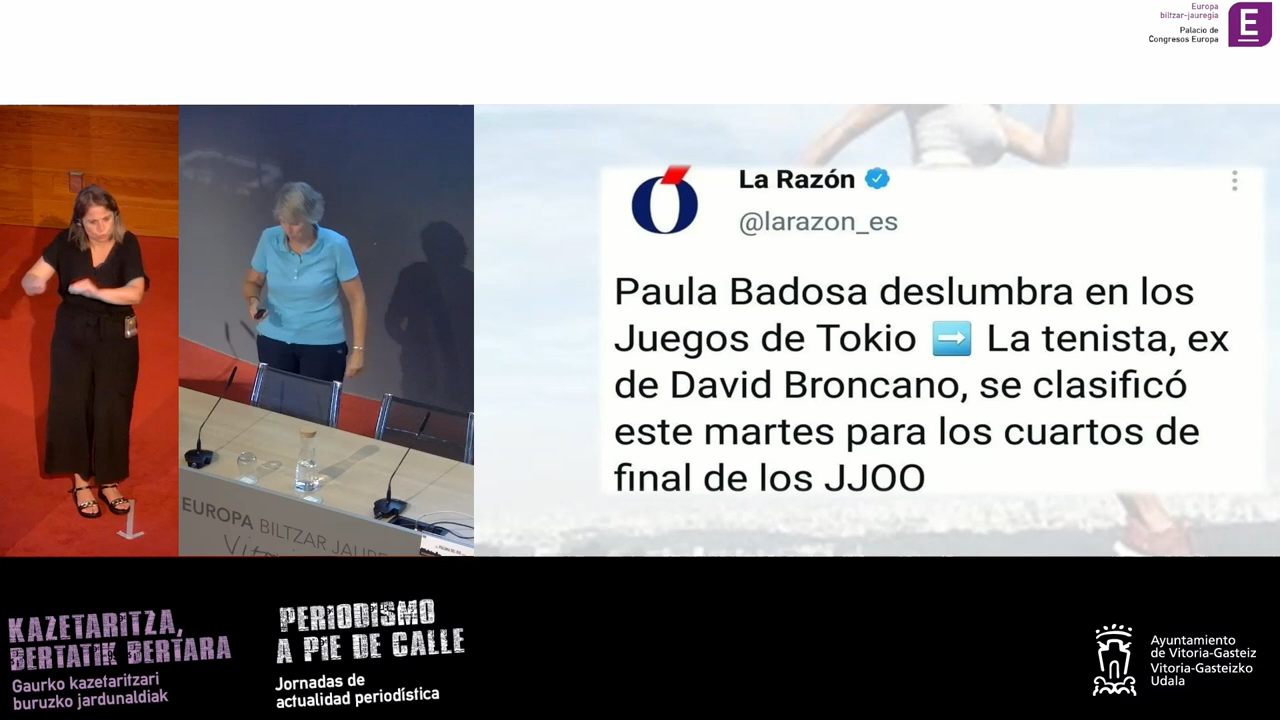 Europa
biltzar-jauregia
Palacio de
Congresos Europa
E
La Razón
@larazon_es
Paula Badosa deslumbra en los
Juegos de Tokio ➡ La tenista, ex
de David Broncano, se clasificó
este martes para los cuartos de
final de los JJOO
EUROPA BILTZAR JAURE
KAZETARITZA,
BERTATIK BERTARA
Gaurko kazetaritzari
buruzko jardunaldiak
PERIODISMO
A PIE DE CALLE
Jornadas de
actualidad periodística
Ayuntamiento
de Vitoria-Gasteiz
Vitoria-Gasteizko
Udala